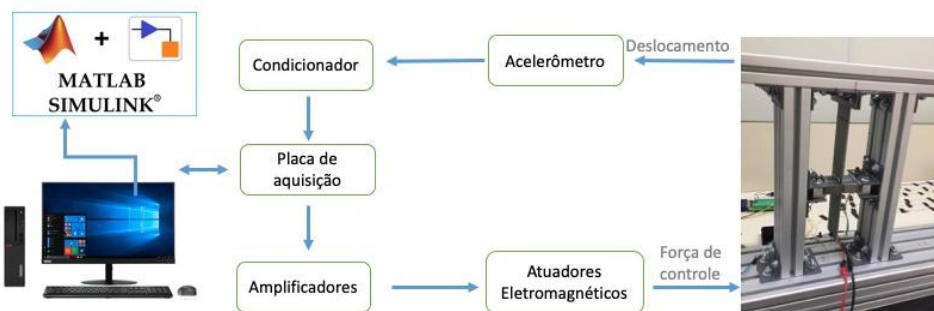 +
MATLAB
SIMULINK®
Condicionador
Acelerômetro
Deslocamento
Placa de
aquisição
Amplificadores
Atuadores
Eletromagnéticos
Força de
controle